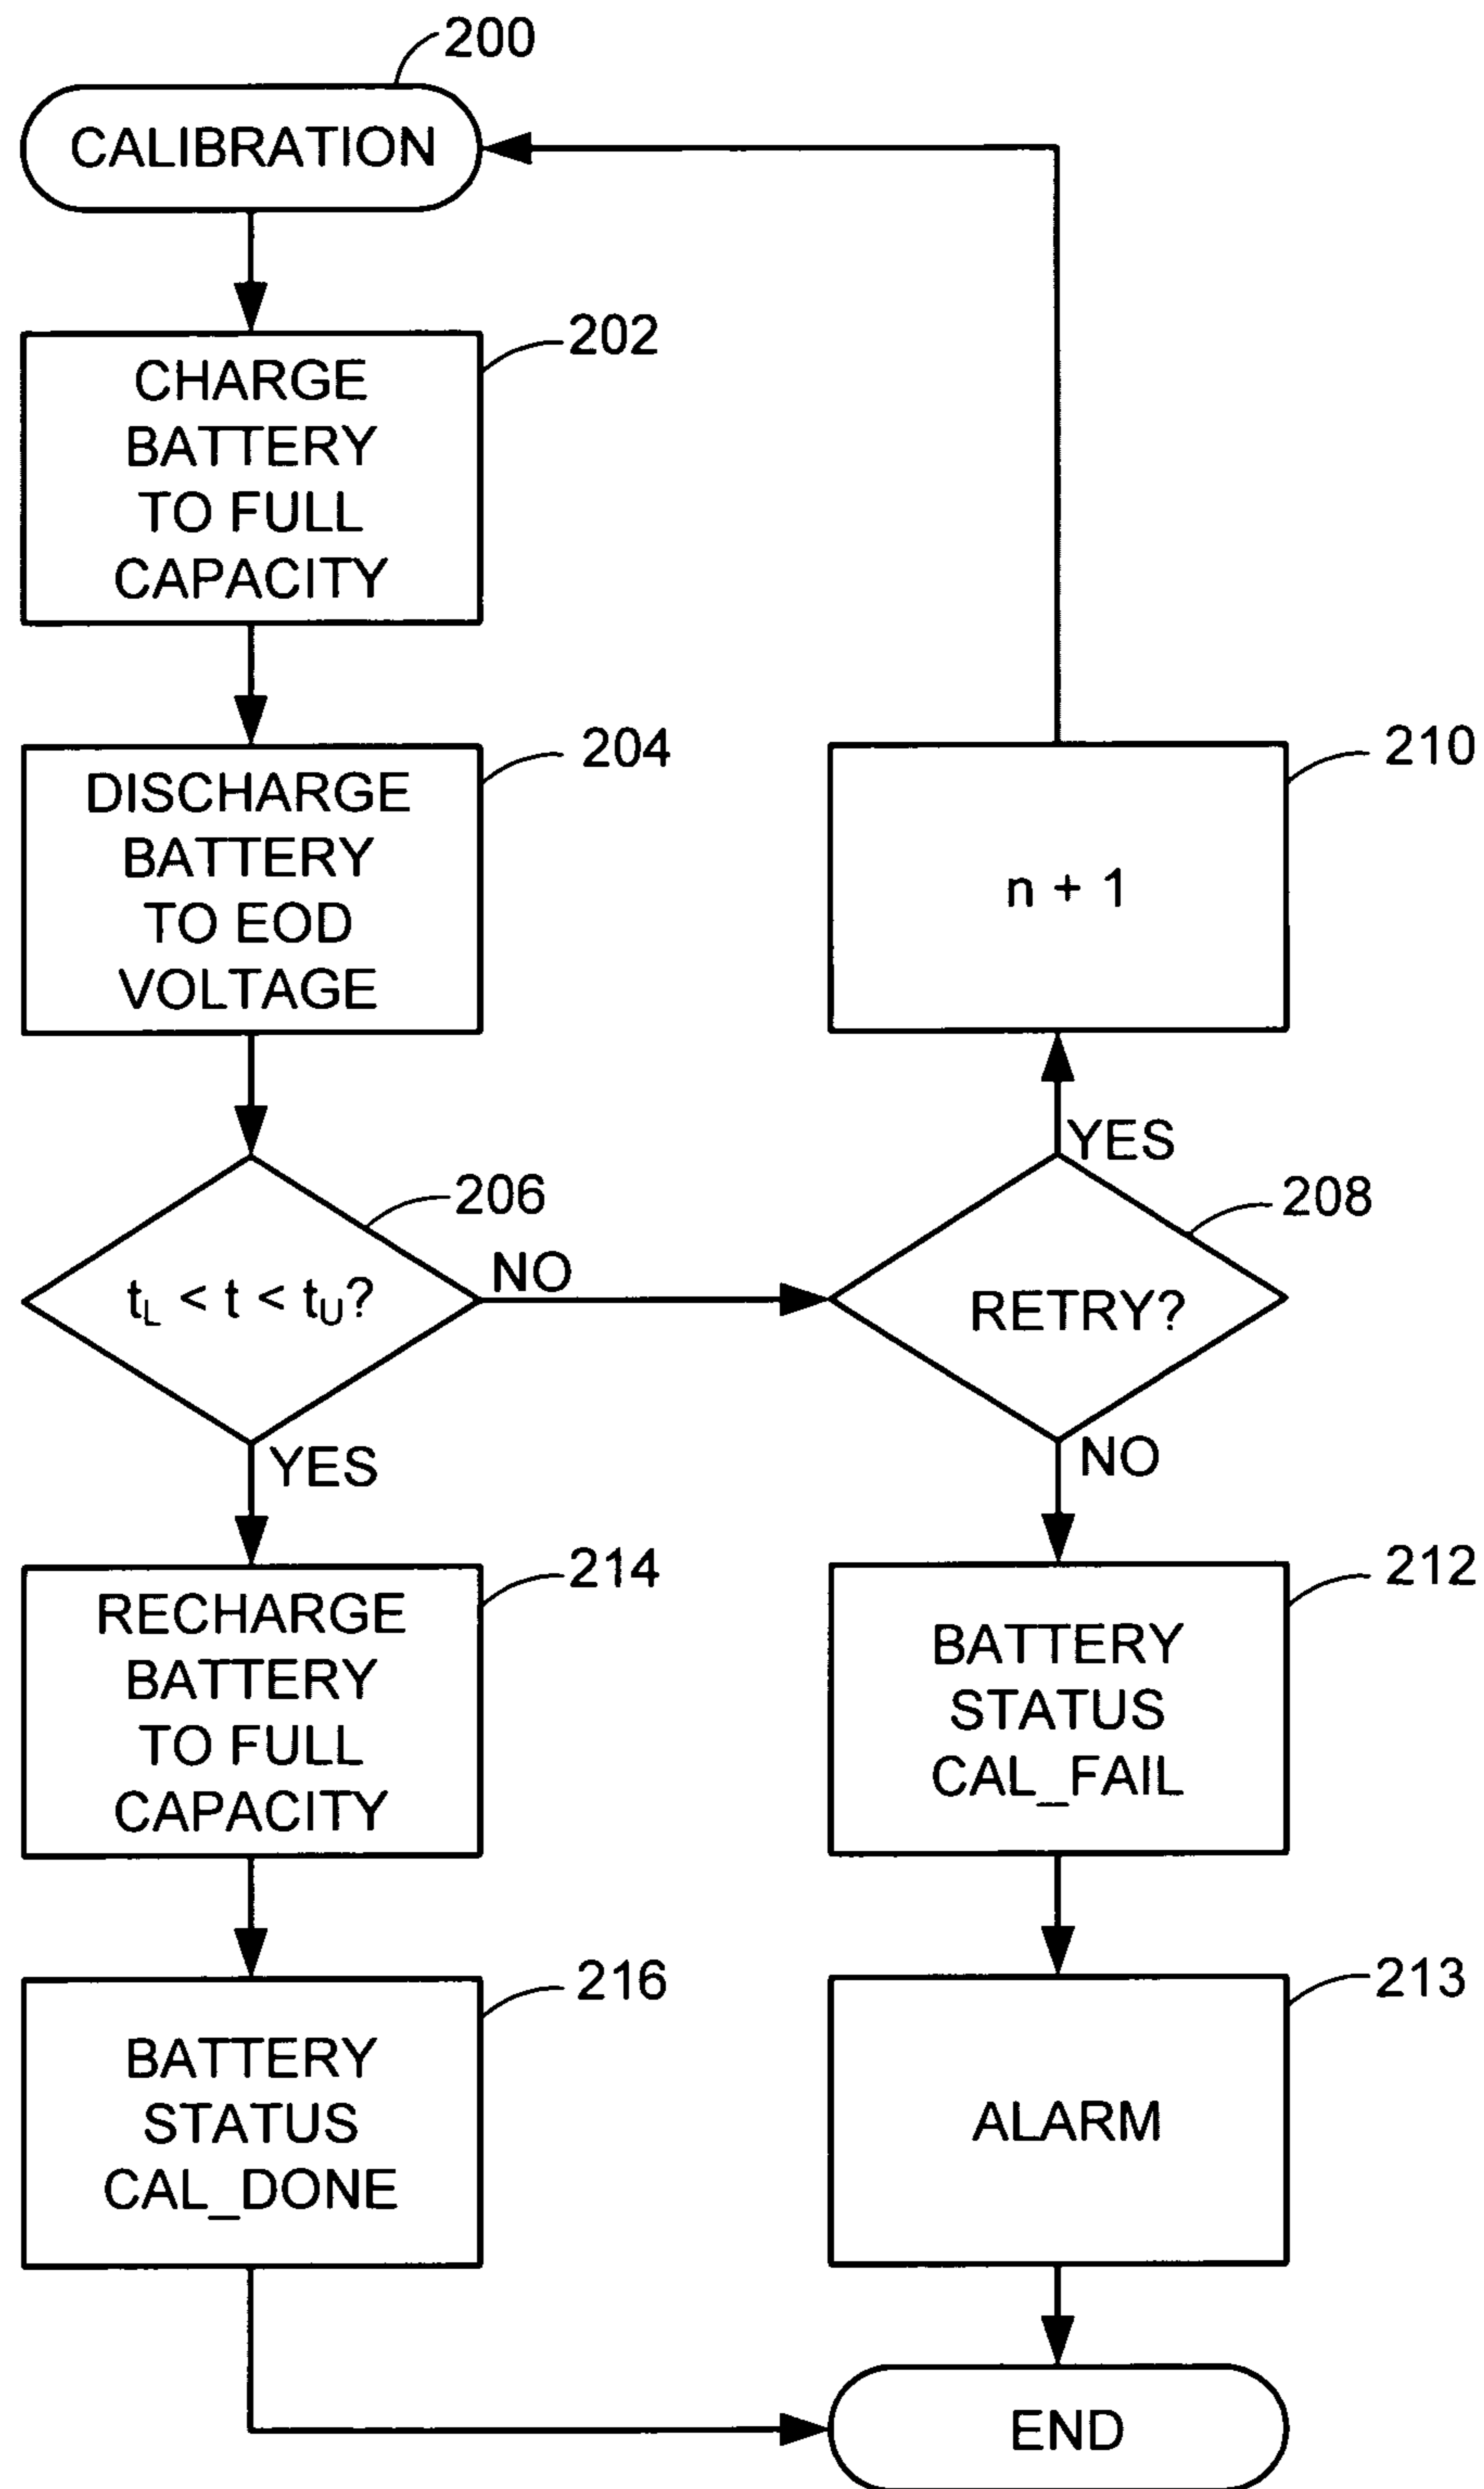 200
CALIBRATION
202
CHARGE
BATTERY
TO FULL
CAPACITY
204
DISCHARGE
BATTERY
TO EOD
VOLTAGE
210
n + 1
YES
206
tL < t < tU?
NO
208
RETRY?
YES
NO
214
RECHARGE
BATTERY
TO FULL
CAPACITY
212
BATTERY
STATUS
CAL_FAIL
216
BATTERY
STATUS
CAL_DONE
213
ALARM
END